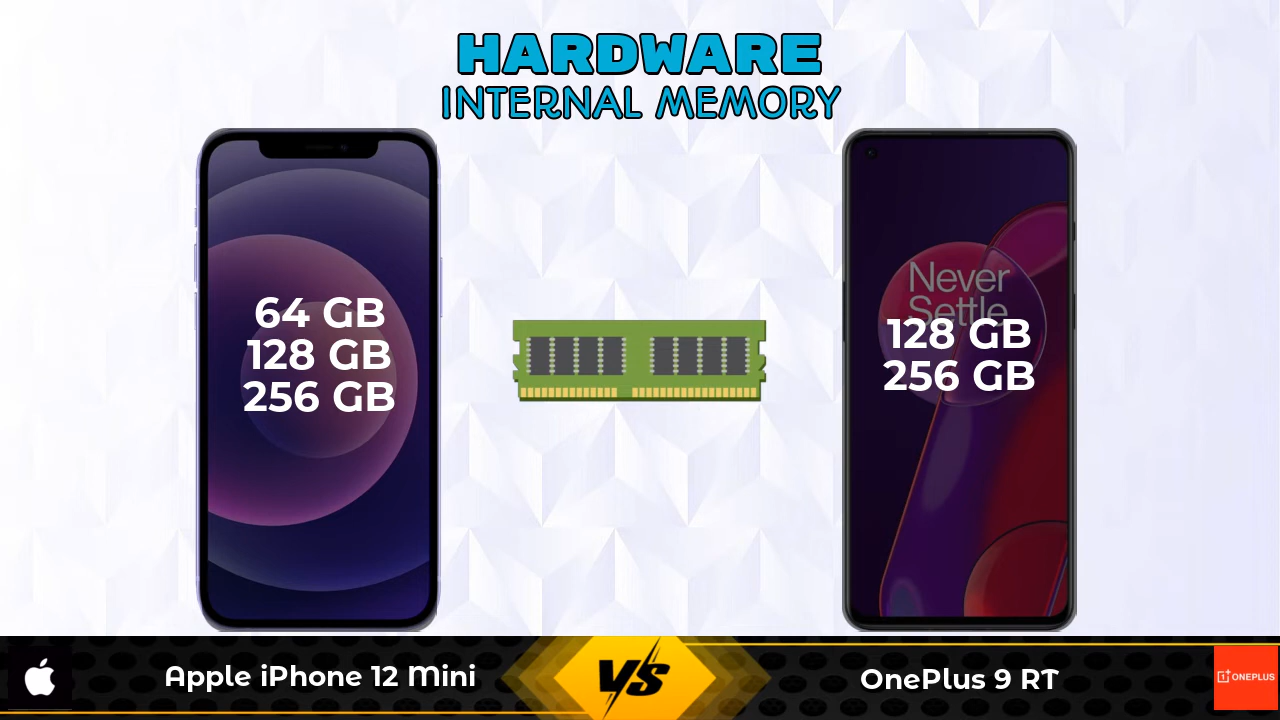 HARDWARE
INTERNAL MEMORY
64 GB
128 GB
256 GB
Never
Settle
128 GB
256 GB
Apple iPhone 12 Mini
VS
OnePlus 9 RT
1+ ONEPLUS